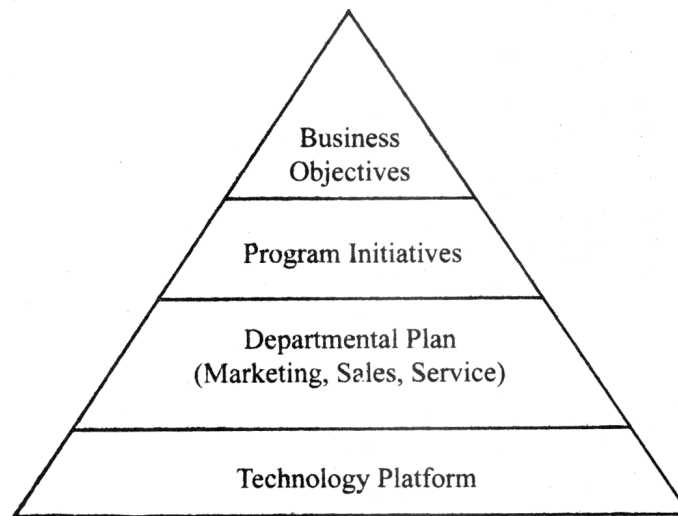 Business
Objectives
Program Initiatives
Departmental Plan
(Marketing, Sales, Service)
Technology Platform